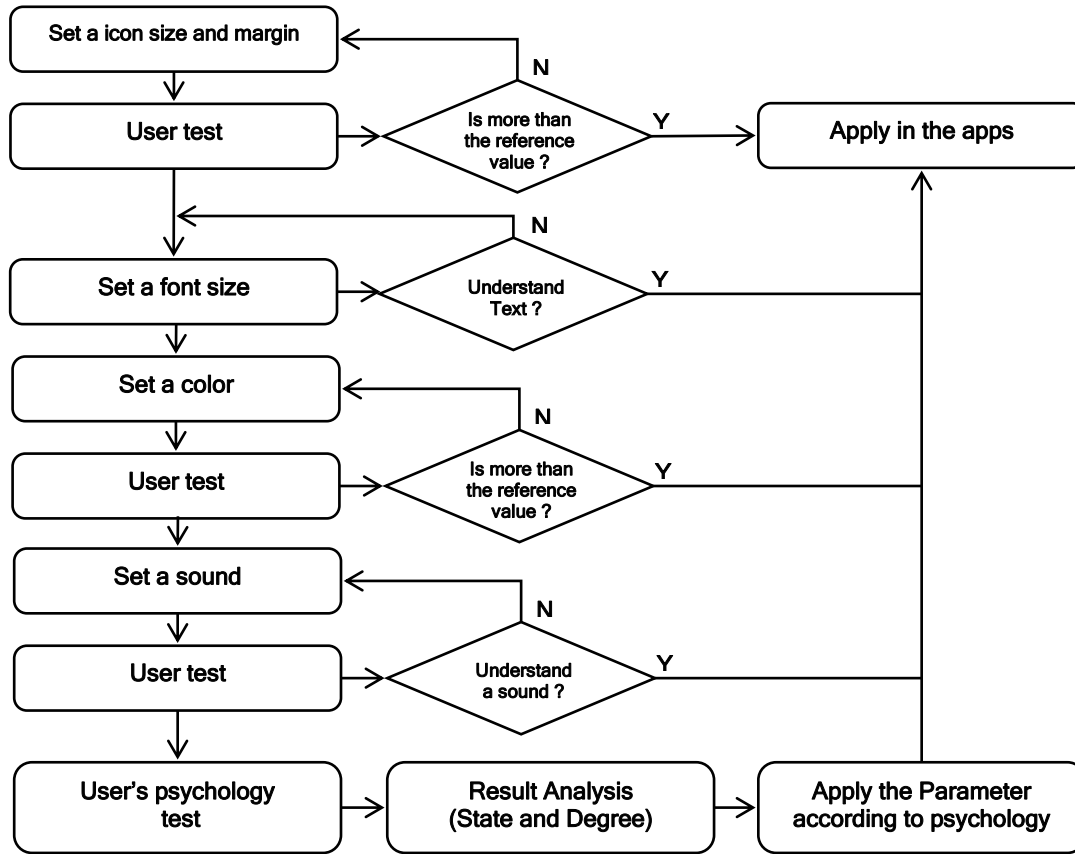 Set a icon size and margin
N
User test
Is more than
the reference
value ?
Y
Apply in the apps
N
Set a font size
Understand
Text ?
Y
Set a color
N
User test
Is more than
the reference
value ?
Y
Set a sound
N
User test
Understand
a sound ?
Y
User's psychology
test
Result Analysis
(State and Degree)
Apply the Parameter
according to psychology